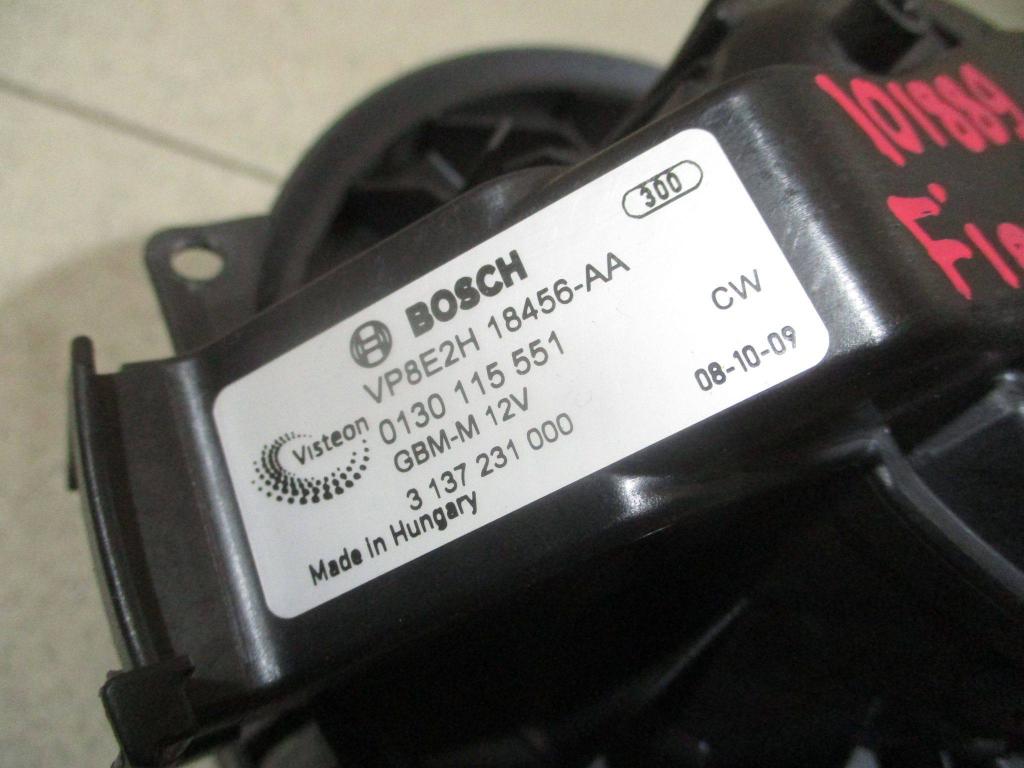 300
BOSCH
VP8E2H 18456-AA
CW
Visteon
0130 115 551
08-10-09
GBM-M 12V
3 137 231 000
Made in Hungary
101889